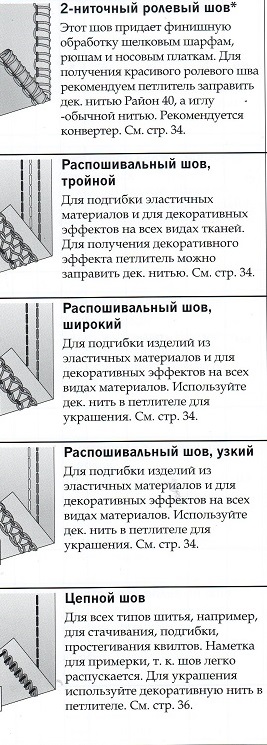 2-ниточный ролевый шов*
Этот шов придает финишную
обработку шелковым шарфам,
рюшам и носовым платкам. Для
получения красивого ролевого шва
рекомендуем петлитель заправить
дек. нитью Район 40, а иглу
-обычной нитью. Рекомендуется
конвертер. См. стр. 34.
Распошивальный шов,
тройной
Для подгибки эластичных
материалов и для декоративных
эффектов на всех видах тканей.
Для получения декоративного
эффекта петлитель можно
заправить дек. нитью. См. стр. 34.
Распошивальный шов,
широкий
Для подгибки изделий из
эластичных материалов и для
декоративных эффектов на всех
видах материалов. Используйте
дек. нить в петлителе для
украшения. См. стр. 34.
Распошивальный шов, узкий
Для подгибки изделий из
эластичных материалов и для
декоративных эффектов на всех
видах материалов. Используйте
дек. нить в петлителе для
украшения. См. стр. 34.
Цепной шов
Для всех типов шитья, например,
для стачивания, подгибки,
простегивания квилтов. Наметка
для примерки, т. к. шов легко
распускается. Для украшения
используйте декоративную нить в
петлителе. См. стр. 36.